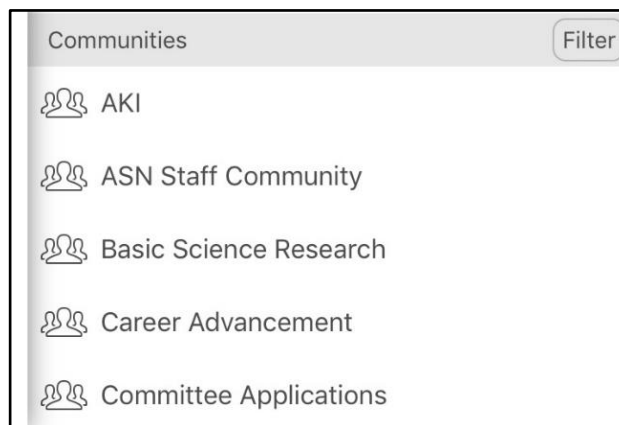 Communities Filter
AKI
ASN Staff Community
Basic Science Research
Career Advancement
Committee Applications